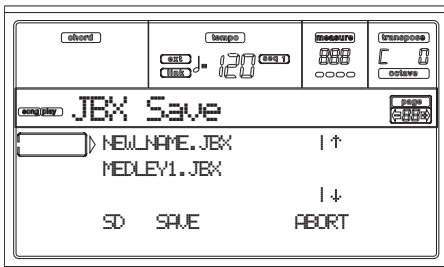 chord tempo measure transpose
ext link ♩= 120 seq 1 888 C 0
octave
song play JBX Save page 88
NEW_NAME.JBX | ↑
MEDLEY1.JBX
| ↓
SD SAVE ABORT